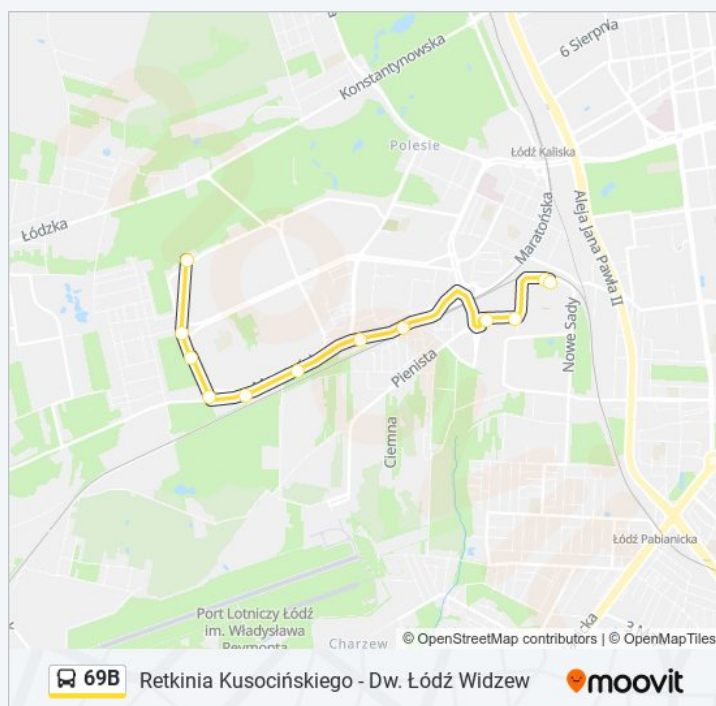 6 Sierpnia
Konstantynowska
Polesie
Łódź Kaliska
Łódzka
Maratońska
Aleja Jana Pawła II
Nowe Sady
Pienista
Ciemna
Łódź Pabianicka
Port Lotniczy Łódź
im. Władysława
Reymonta
Charzew
© OpenStreetMap contributors | © OpenMapTiles
69B Retkinia Kusocińskiego - Dw. Łódź Widzew moovit